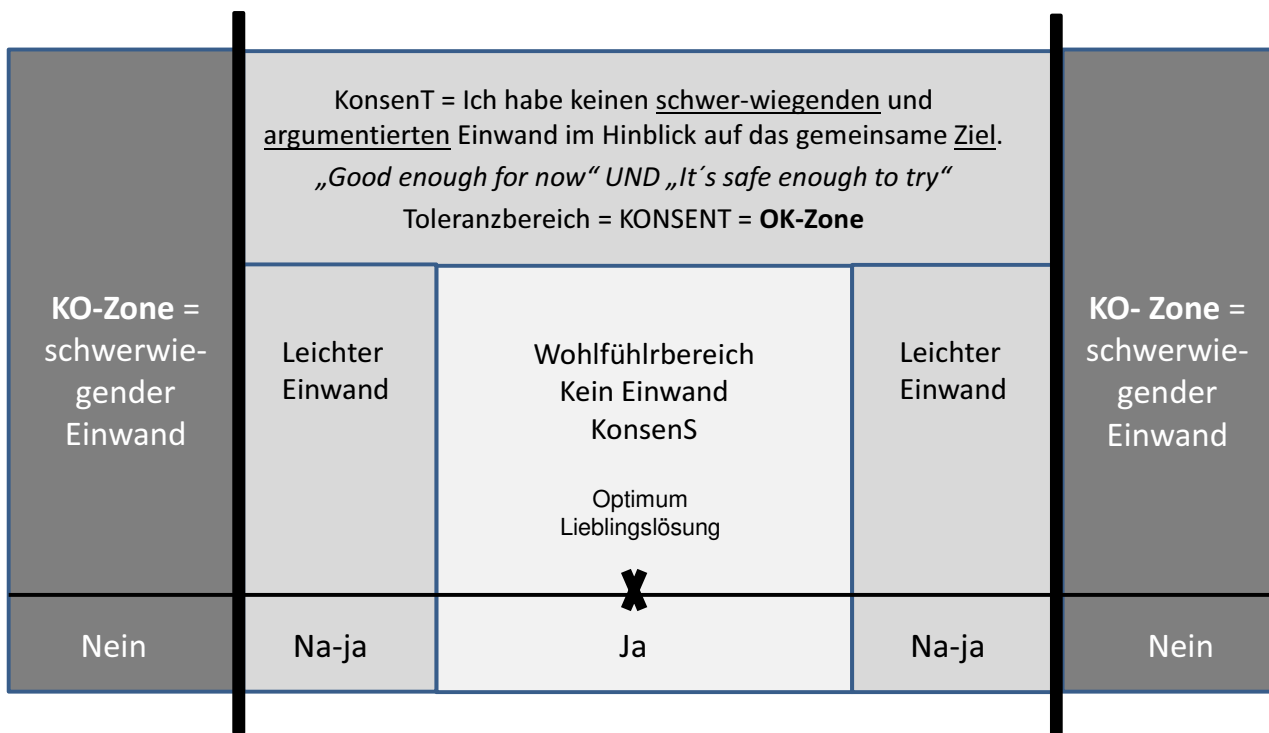 KonsenT = Ich habe keinen schwer-wiegenden und
argumentierten Einwand im Hinblick auf das gemeinsame Ziel.
„Good enough for now“ UND „It´s safe enough to try“
Toleranzbereich = KONSENT = OK-Zone
KO-Zone =
schwerwie-
gender
Einwand
Leichter
Einwand
Wohlfühlrbereich
Kein Einwand
KonsenS
Optimum
Lieblingslösung
Leichter
Einwand
KO- Zone =
schwerwie-
gender
Einwand
Nein
Na-ja
Ja
Na-ja
Nein